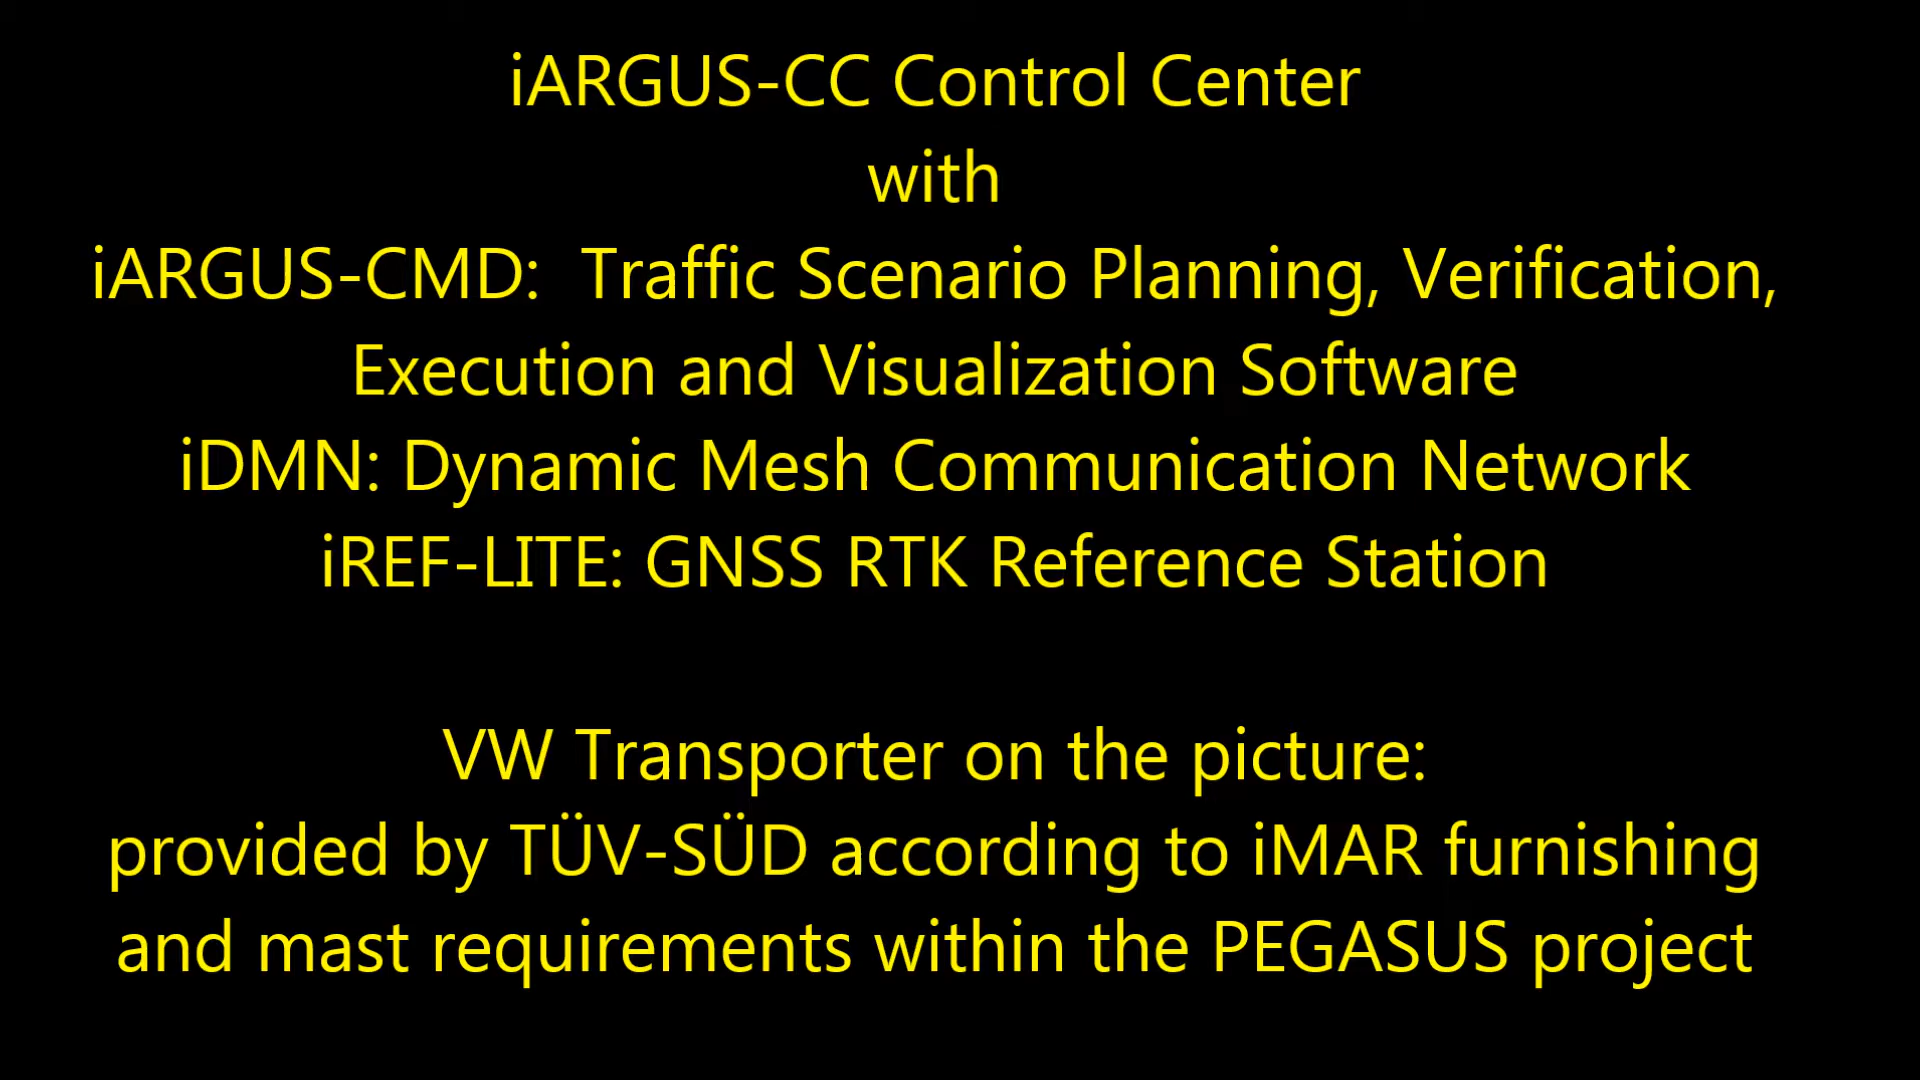 iARGUS-CC Control Center
with
iARGUS-CMD:  Traffic Scenario Planning, Verification,
Execution and Visualization Software
iDMN: Dynamic Mesh Communication Network
iREF-LITE: GNSS RTK Reference Station
VW Transporter on the picture:
provided by TÜV-SÜD according to iMAR furnishing
and mast requirements within the PEGASUS project